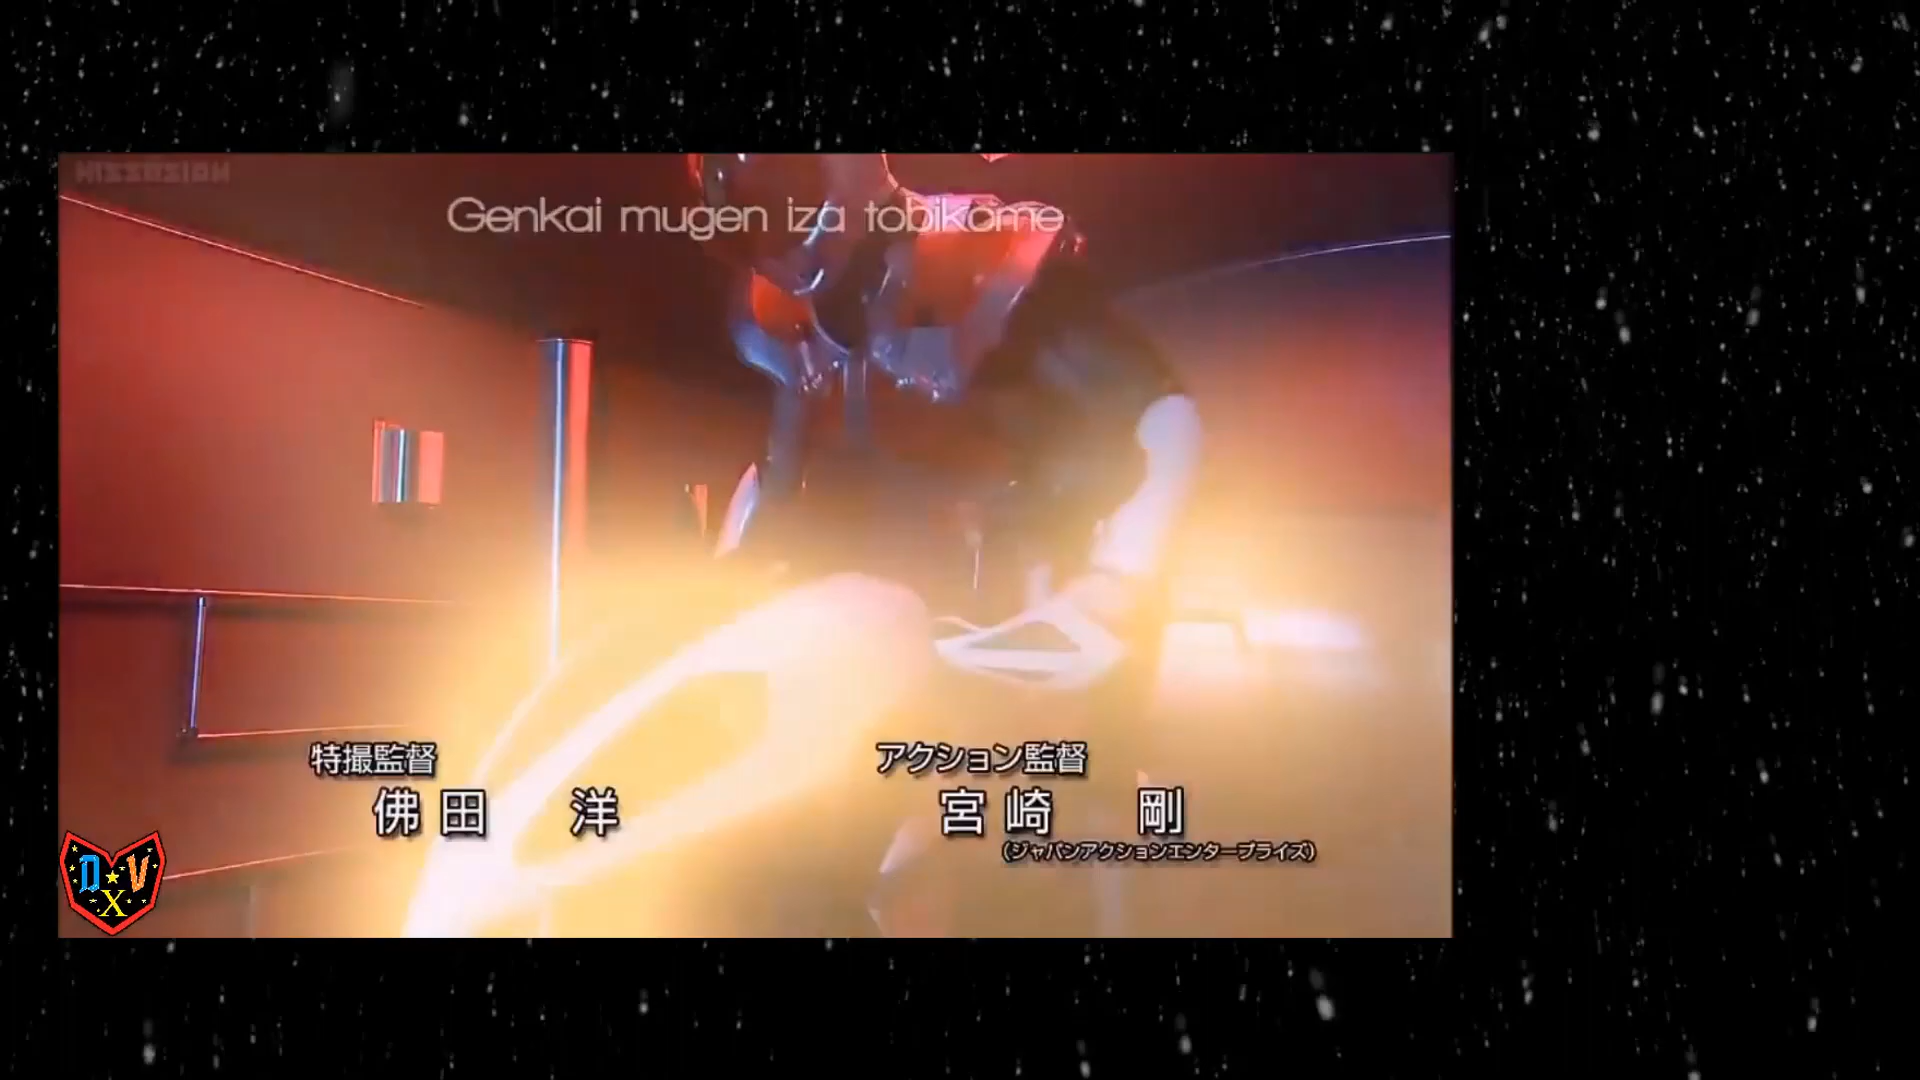 HISSASION
Genkai mugen iza tobikome
特撮監督
佛田 洋
アクション監督
宮崎 剛
(ジャパンアクションエンタープライズ)
D X V